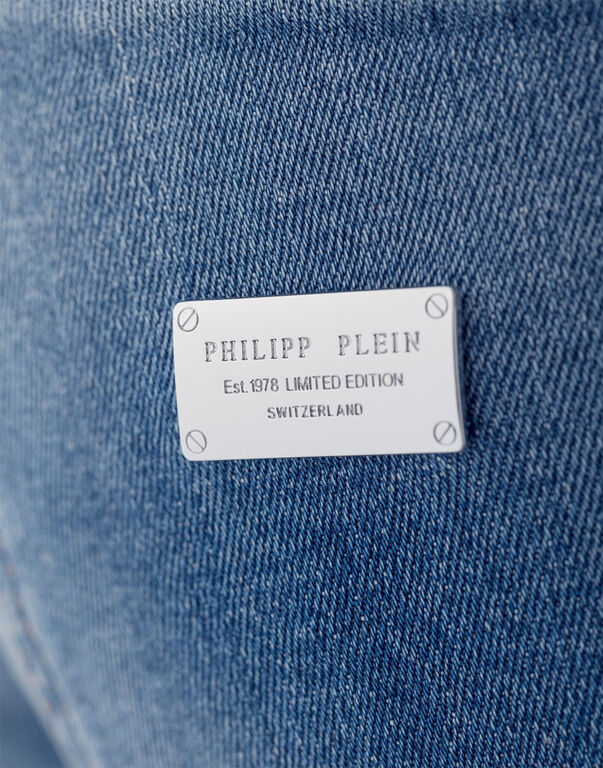 PHILIPP PLEIN
Est.1978 LIMITED EDITION
SWITZERLAND